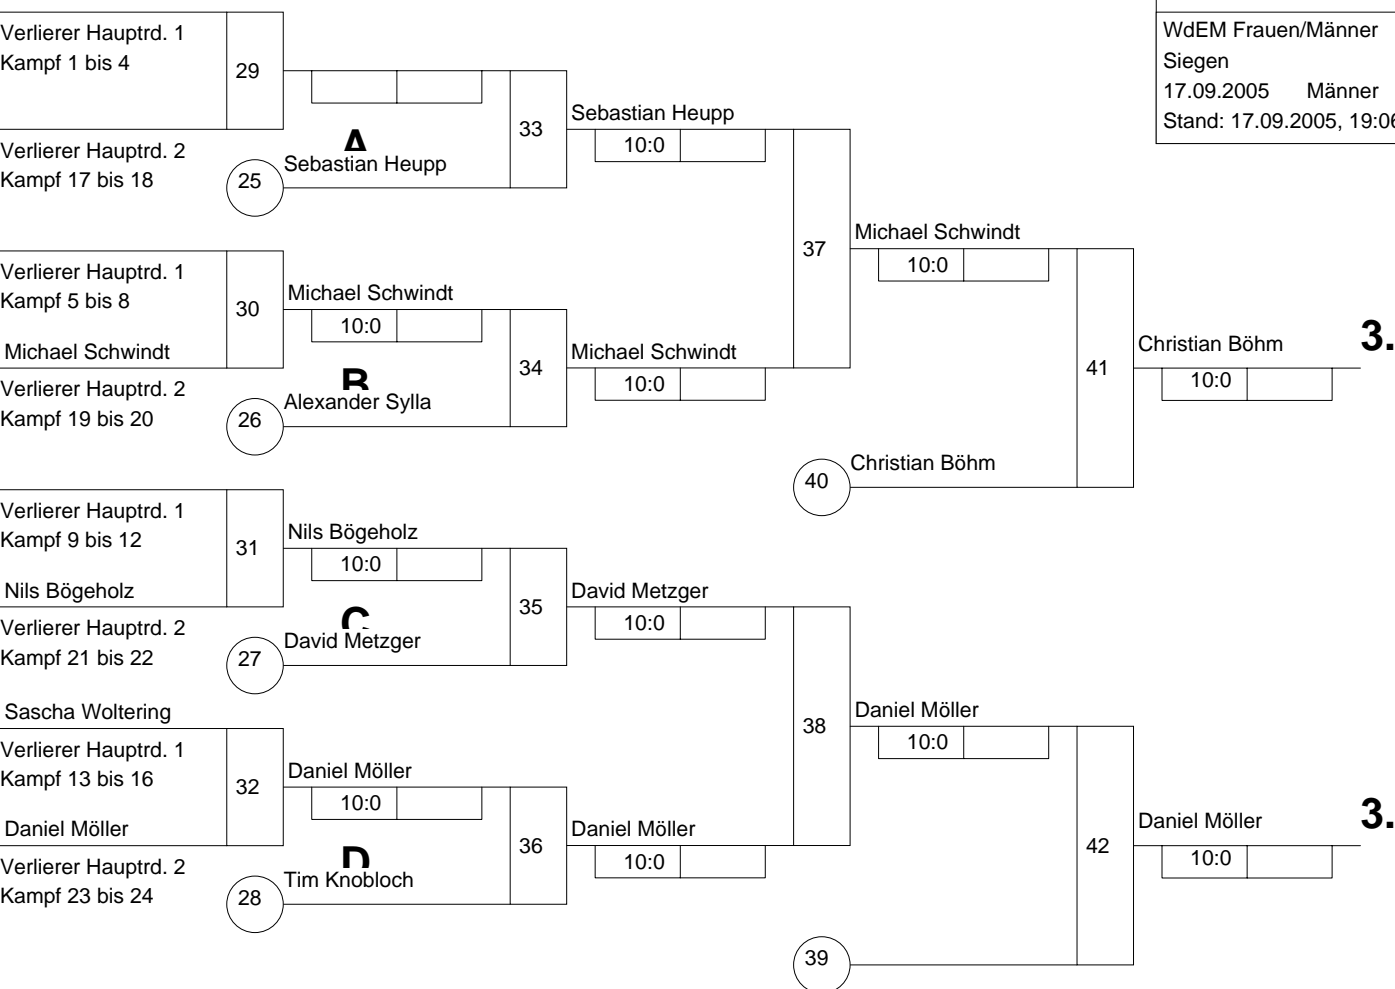 WdEM Frauen/Männer
Siegen
17.09.2005 Männer
Stand: 17.09.2005, 19:06
Verlierer Hauptrd. 1
Kampf 1 bis 4
29
Verlierer Hauptrd. 2
Kampf 17 bis 18
A
25
Sebastian Heupp
33
Sebastian Heupp
10:0
Verlierer Hauptrd. 1
Kampf 5 bis 8
30
Michael Schwindt
Michael Schwindt
10:0
Verlierer Hauptrd. 2
Kampf 19 bis 20
B
26
Alexander Sylla
34
Michael Schwindt
10:0
37
Michael Schwindt
10:0
40
Christian Böhm
41
Christian Böhm
10:0
3.
Verlierer Hauptrd. 1
Kampf 9 bis 12
31
Nils Bögeholz
Nils Bögeholz
10:0
Verlierer Hauptrd. 2
Kampf 21 bis 22
C
27
David Metzger
35
David Metzger
10:0
Sascha Woltering
Verlierer Hauptrd. 1
Kampf 13 bis 16
32
Daniel Möller
Daniel Möller
10:0
Verlierer Hauptrd. 2
Kampf 23 bis 24
D
28
Tim Knobloch
36
Daniel Möller
10:0
38
Daniel Möller
10:0
39
42
Daniel Möller
10:0
3.